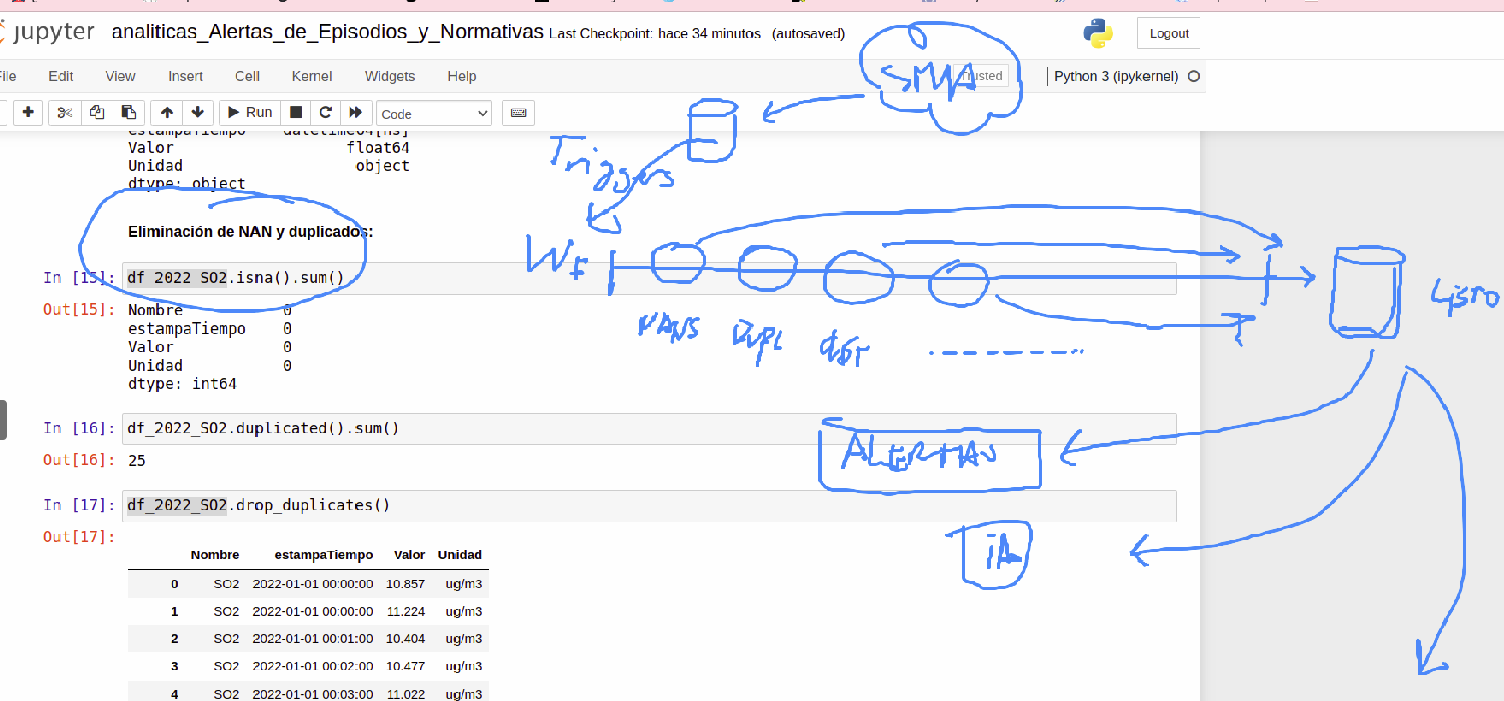 jupyter analiticas_Alertas_de_Episodios_y_Normativas Last Checkpoint: hace 34 minutos (autosaved) Logout
File Edit View Insert Cell Kernel Widgets Help Trusted Python 3 (ipykernel)
SMA
Run Code
estampaTiempo datetime64[ns]
Valor float64
Unidad object
dtype: object
Triggers
Eliminación de NAN y duplicados:
WF
In [15]: df_2022_SO2.isna().sum()
Out[15]: Nombre 0
estampaTiempo 0
Valor 0
Unidad 0
dtype: int64
NANS DUPL
LISTO
In [16]: df_2022_SO2.duplicated().sum()
Out[16]: 25
ALERTAS
In [17]: df_2022_SO2.drop_duplicates()
Out[17]:
IA
Nombre estampaTiempo Valor Unidad
0 SO2 2022-01-01 00:00:00 10.857 ug/m3
1 SO2 2022-01-01 00:00:00 11.224 ug/m3
2 SO2 2022-01-01 00:01:00 10.404 ug/m3
3 SO2 2022-01-01 00:02:00 10.477 ug/m3
4 SO2 2022-01-01 00:03:00 11.022 ug/m3